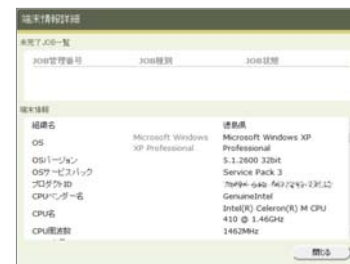 端末情報詳細
未完了JOB一覧
JOB管理番号 JOB種別 JOB状態
端末情報
組織名 徳島県
OS Microsoft Windows XP Professional Microsoft Windows XP Professional
OSバージョン 5.1.2600 32bit
OSサービスパック Service Pack 3
プロダクトID
CPUベンダー名 GenuineIntel
CPU名 Intel(R) Celeron(R) M CPU 410 @ 1.46GHz
CPU周波数 1462MHz
閉じる